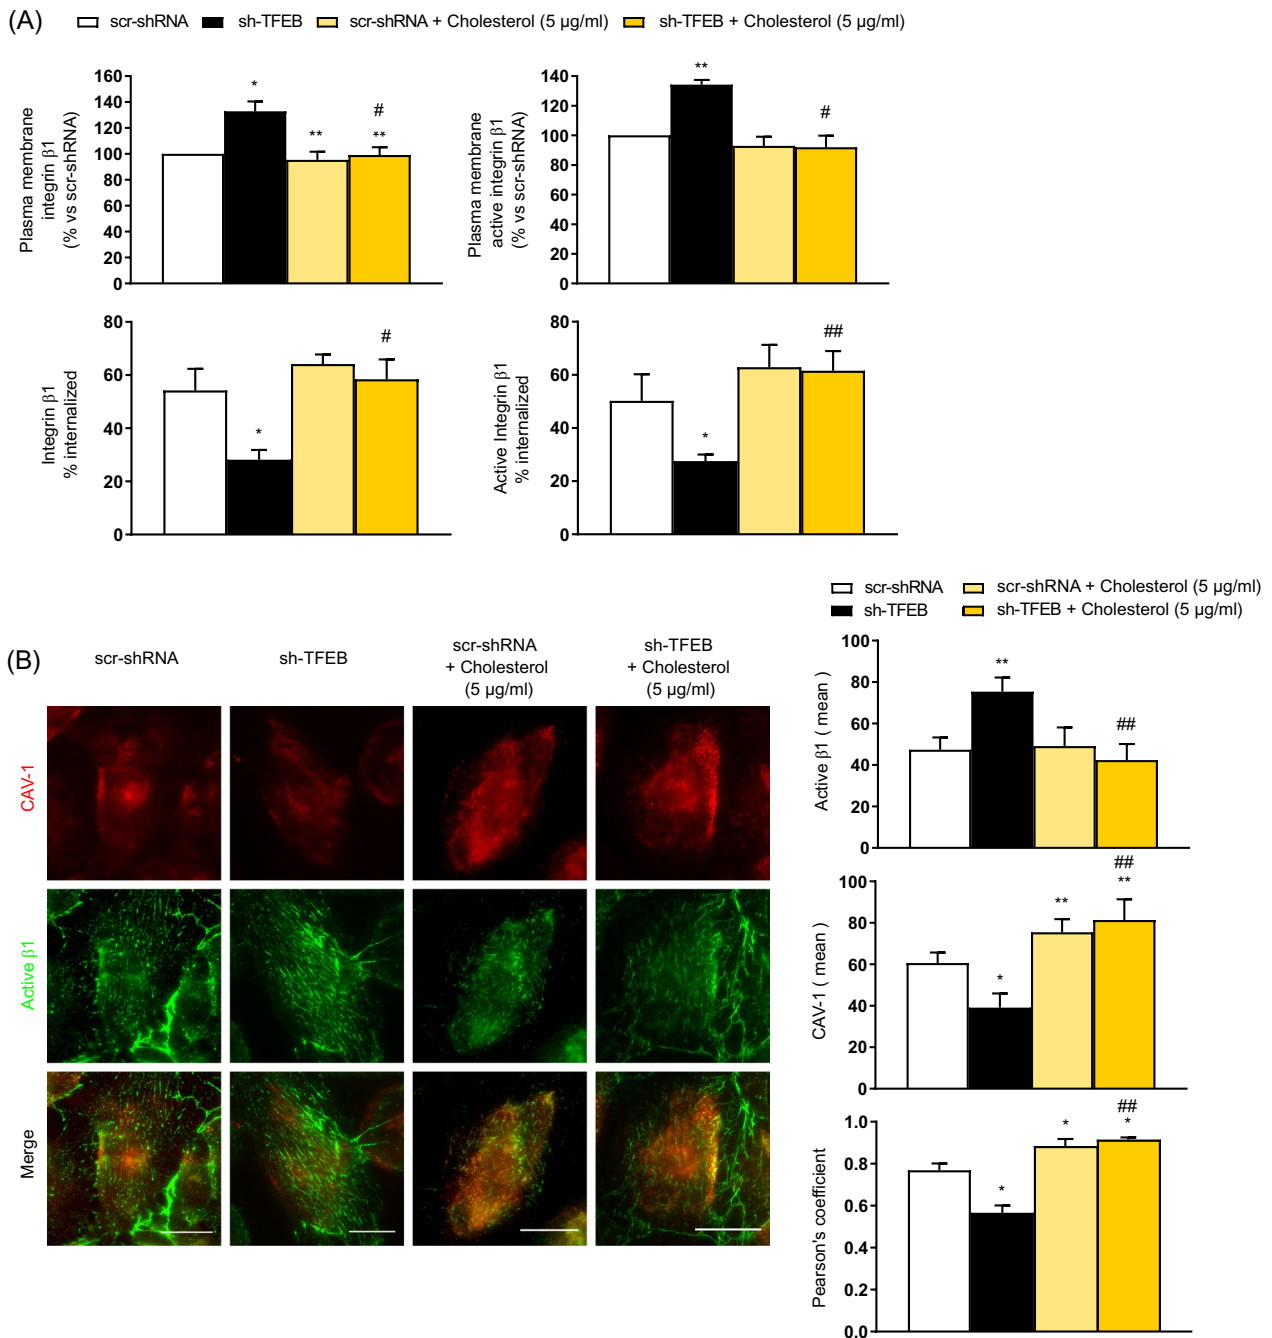 (A)
scr-shRNA sh-TFEB scr-shRNA + Cholesterol (5 μg/ml) sh-TFEB + Cholesterol (5 μg/ml)
Plasma membrane
integrin β1
(% vs scr-shRNA)
160
140
120
100
80
60
40
20
0
*
**
#
**
Plasma membrane
active integrin β1
(% vs scr-shRNA)
140
120
100
80
60
40
20
0
**
#
Integrin β1
% internalized
80
60
40
20
0
*
#
Active Integrin β1
% internalized
80
60
40
20
0
*
##
(B)
scr-shRNA
sh-TFEB
scr-shRNA
+ Cholesterol
(5 μg/ml)
sh-TFEB
+ Cholesterol
(5 μg/ml)
CAV-1
Active β1
Merge
scr-shRNA scr-shRNA + Cholesterol (5 μg/ml)
sh-TFEB sh-TFEB + Cholesterol (5 μg/ml)
Active β1 ( mean )
100
80
60
40
20
0
**
##
CAV-1 ( mean )
100
80
60
40
20
0
*
**
##
**
Pearson's coefficient
1.0
0.8
0.6
0.4
0.2
0.0
*
*
##
*